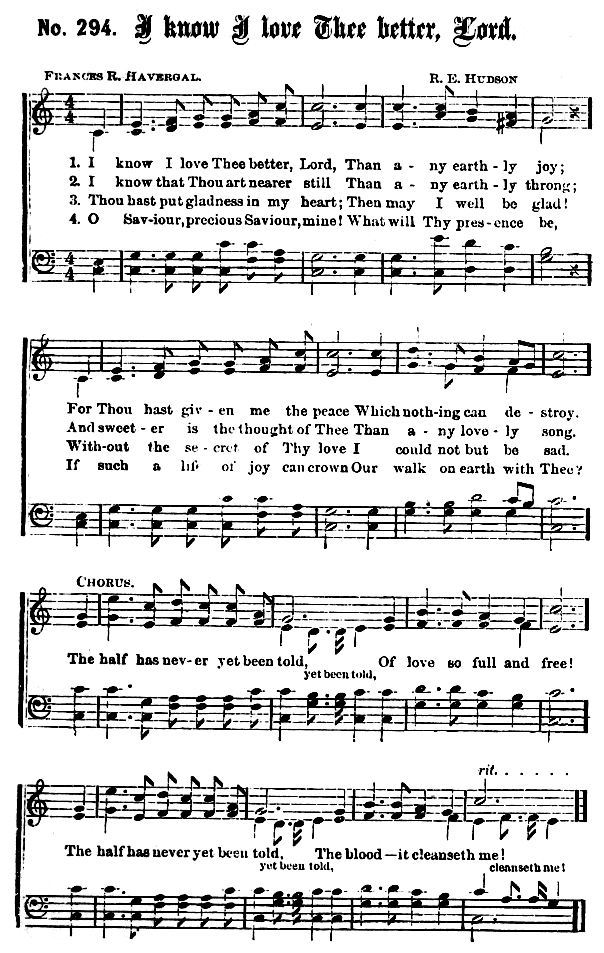 No. 294. I know I love Thee better, Lord.
Frances R. Havergal. R. E. Hudson
1. I know I love Thee better, Lord, Than a - ny earth - ly joy;
2. I know that Thou art nearer still Than a - ny earth - ly throng;
3. Thou hast put gladness in my heart; Then may I well be glad!
4. O Sav-iour, precious Saviour, mine! What will Thy pres-ence be,
For Thou hast giv - en me the peace Which noth-ing can de - stroy.
And sweet - er is the thought of Thee Than a - ny love - ly song.
With-out the se - cret of Thy love I could not but be sad.
If such a life of joy can crown Our walk on earth with Thee?
Chorus.
The half has nev-er yet been told, Of love so full and free!
yet been told,
rit. . . . . . .
The half has never yet been told, The blood—it cleanseth me!
yet been told, cleanseth me!